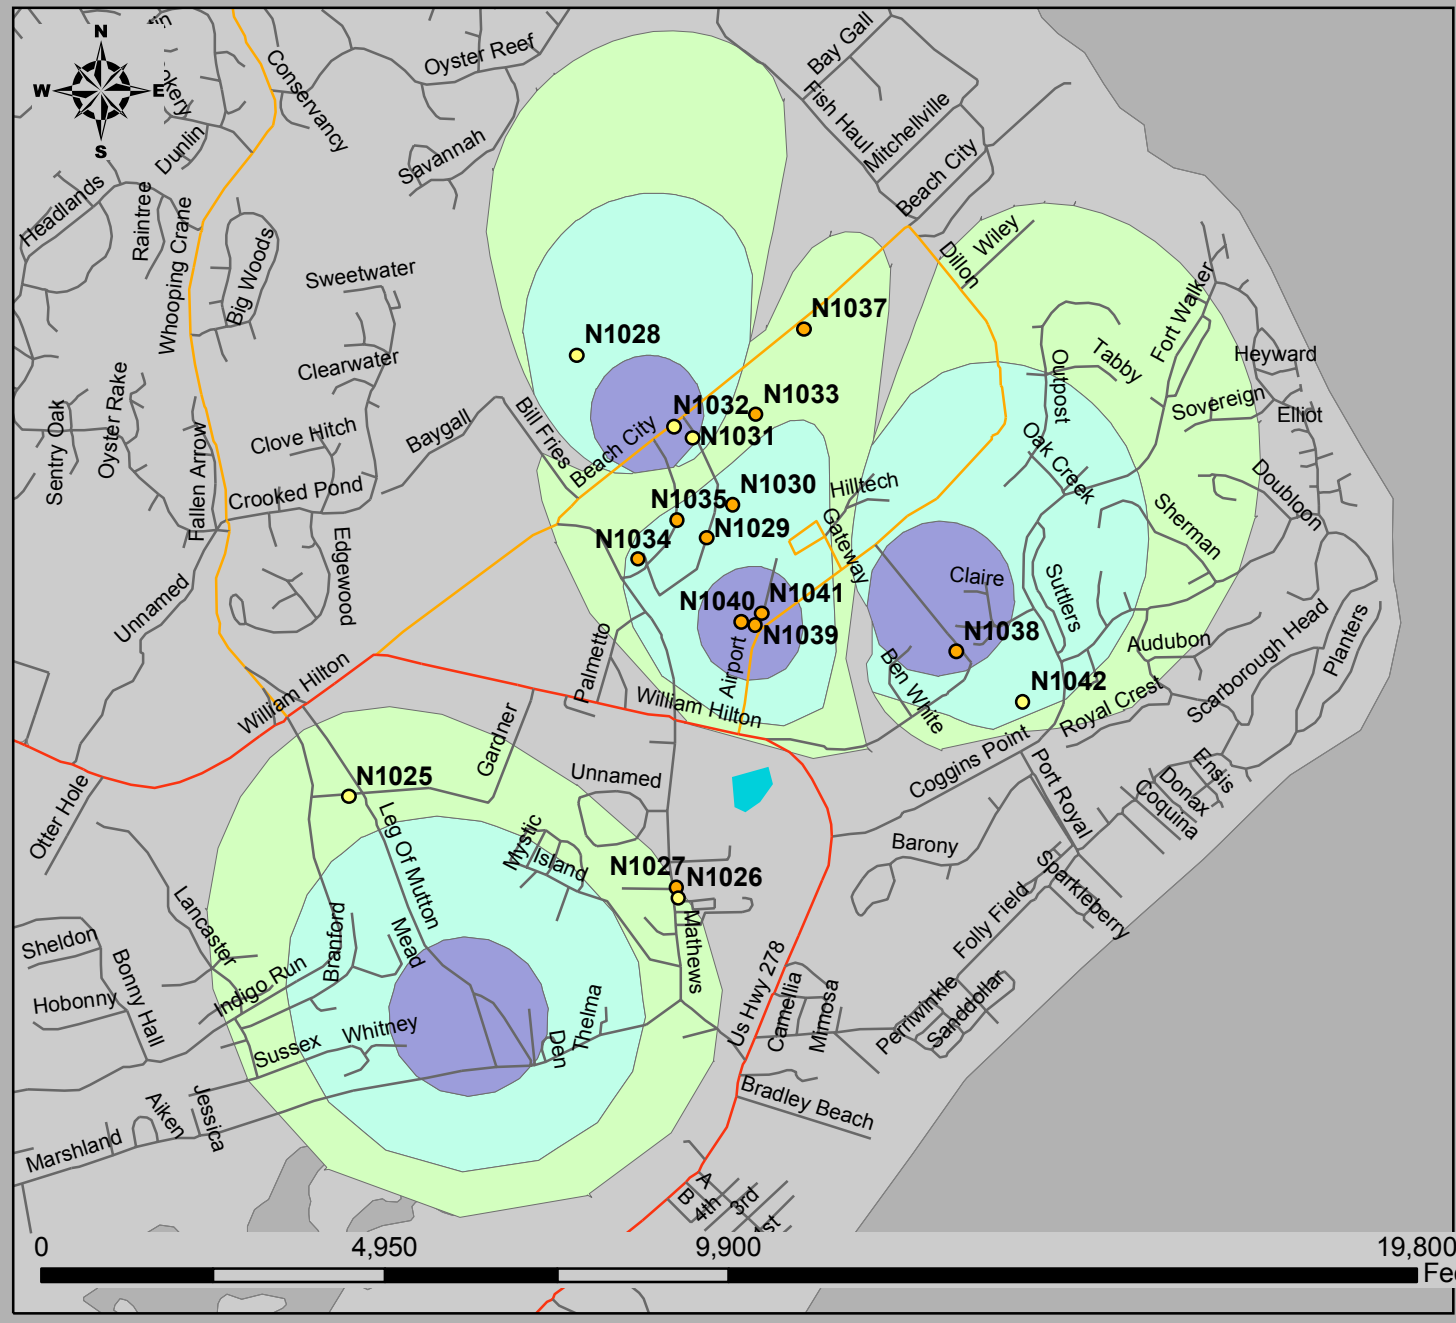 N
W
E
S
Conservancy
Oyster Reef
Bay Gall
Fish Haul
Mitchellville
Beach City
Dunlin
Savannah
Headlands
Raintree
Whooping Crane
Big Woods
Sweetwater
Dillon
Wiley
Fort Walker
N1037
N1028
Clearwater
Outpost
Tabby
Heyward
Sovereign
Elliot
Sentry Oak
Oyster Rake
Fallen Arrow
Clove Hitch
Baygall
Bill Fries
Beach City
N1032
N1033
N1031
Oak Creek
Doubloon
Crooked Pond
N1035
N1030
Hilltech
Gateway
Sherman
N1034
N1029
Edgewood
Unnamed
Claire
Suttlers
N1040
N1041
N1039
N1038
Audubon
Scarborough Head
Planters
Palmetto
Airport
Ben White
N1042
Royal Crest
William Hilton
William Hilton
Gardner
Coggins Point
Port Royal
Ensis
Donax
Coquina
Otter Hole
N1025
Unnamed
Leg Of Mutton
Mystic
Island
Barony
N1027
N1026
Sparkleberry
Folly Field
Lancaster
Branford
Mead
Mathews
Sheldon
Bonny Hall
Hobonny
Indigo Run
Us Hwy 278
Camellia
Mimosa
Perriwinkle
Sanddollar
Sussex
Whitney
Den
Thelma
Bradley Beach
Aiken
Jessica
Marshland
A
B
4th
3rd
0
4,950
9,900
19,800